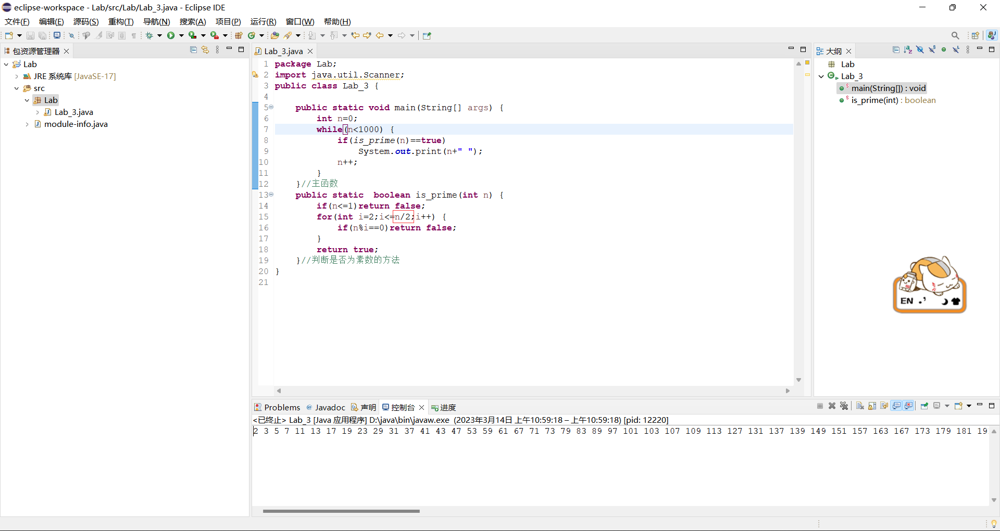 eclipse-workspace - Lab/src/Lab/Lab_3.java - Eclipse IDE
文件(F) 编辑(E) 源码(S) 重构(T) 导航(N) 搜索(A) 项目(P) 运行(R) 窗口(W) 帮助(H)
包资源管理器
Lab
JRE 系统库 [JavaSE-17]
src
Lab
Lab_3.java
module-info.java
Lab_3.java
1 package Lab;
2 import java.util.Scanner;
3 public class Lab_3 {
4
5 public static void main(String[] args) {
6 int n=0;
7 while(n<1000) {
8 if(is_prime(n)==true)
9 System.out.print(n+" ");
10 n++;
11 }
12 }//主函数
13 public static  boolean is_prime(int n) {
14 if(n<=1)return false;
15 for(int i=2;i<=n/2;i++) {
16 if(n%i==0)return false;
17 }
18 return true;
19 }//判断是否为素数的方法
20 }
21
大纲
Lab
Lab_3
main(String[]) : void
is_prime(int) : boolean
EN
Problems @ Javadoc 声明 控制台 进度
<已终止> Lab_3 [Java 应用程序] D:\java\bin\javaw.exe (2023年3月14日 上午10:59:18 – 上午10:59:18) [pid: 12220]
2 3 5 7 11 13 17 19 23 29 31 37 41 43 47 53 59 61 67 71 73 79 83 89 97 101 103 107 109 113 127 131 137 139 149 151 157 163 167 173 179 181 19